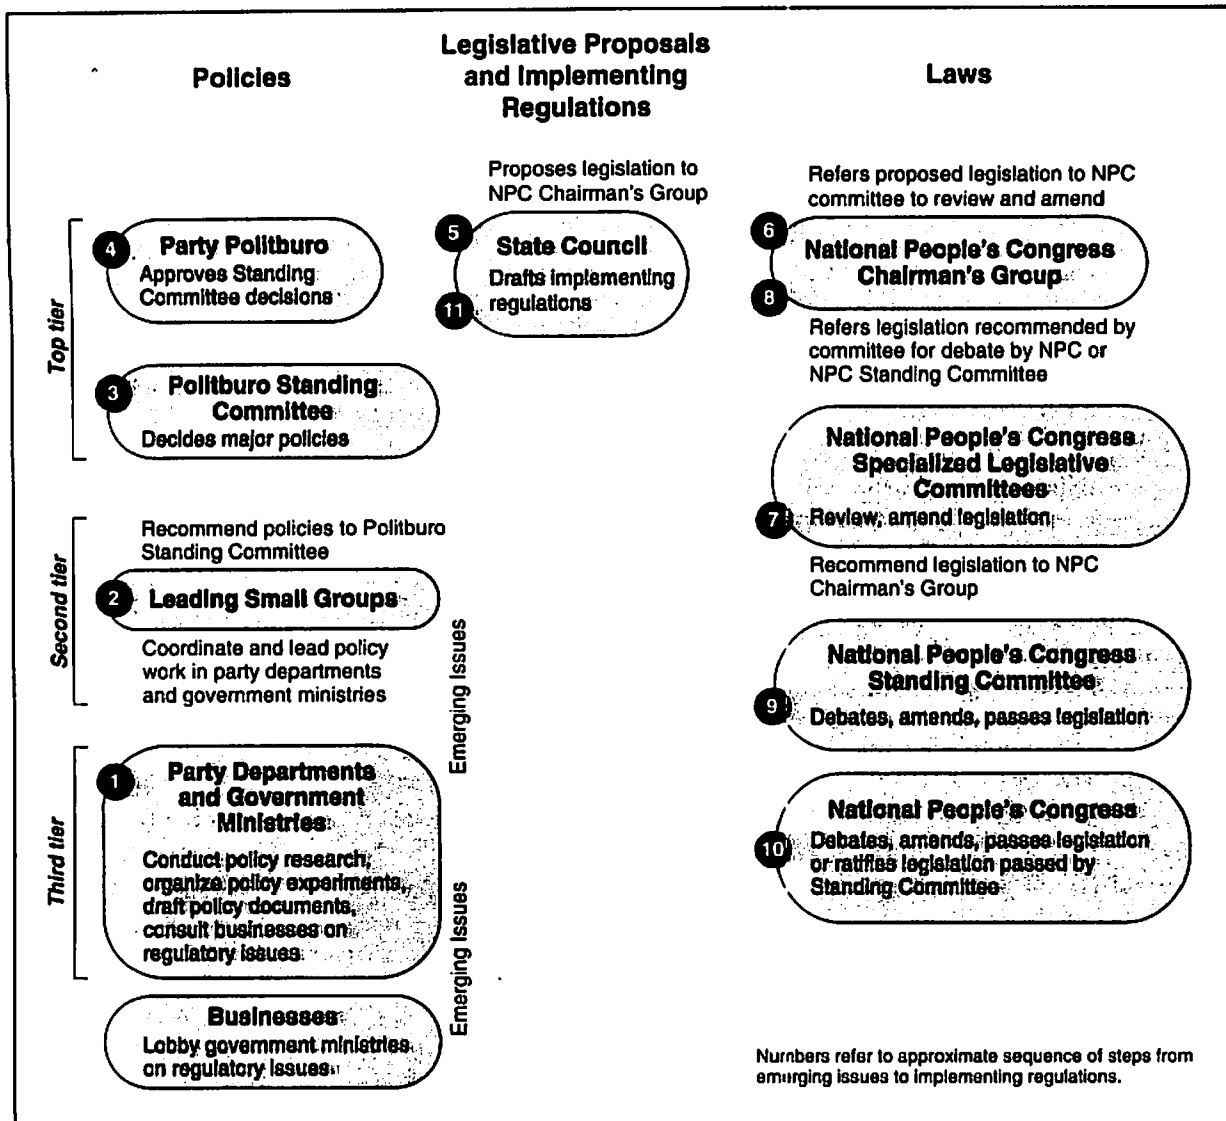 Policies
Legislative Proposals
and Implementing
Regulations
Laws
Top tier
4
Party Politburo
Approves Standing
Committee decisions
3
Politburo Standing
Committee
Decides major policies
Second tier
Recommend policies to Politburo
Standing Committee
2
Leading Small Groups
Coordinate and lead policy
work in party departments
and government ministries
Emerging Issues
Third tier
1
Party Departments
and Government
Ministries
Conduct policy research,
organize policy experiments,
draft policy documents,
consult businesses on
regulatory issues
Emerging Issues
Businesses
Lobby government ministries
on regulatory issues
Proposes legislation to
NPC Chairman's Group
5
State Council
Drafts implementing
regulations
11
Refers proposed legislation to NPC
committee to review and amend
6
National People's Congress
Chairman's Group
8
Refers legislation recommended by
committee for debate by NPC or
NPC Standing Committee
National People's Congress
Specialized Legislative
Committees
7
Review, amend legislation
Recommend legislation to NPC
Chairman's Group
National People's Congress
Standing Committee
9
Debates, amends, passes legislation
National People's Congress
10
Debates, amends, passes legislation
or ratifies legislation passed by
Standing Committee
Numbers refer to approximate sequence of steps from
emerging issues to implementing regulations.